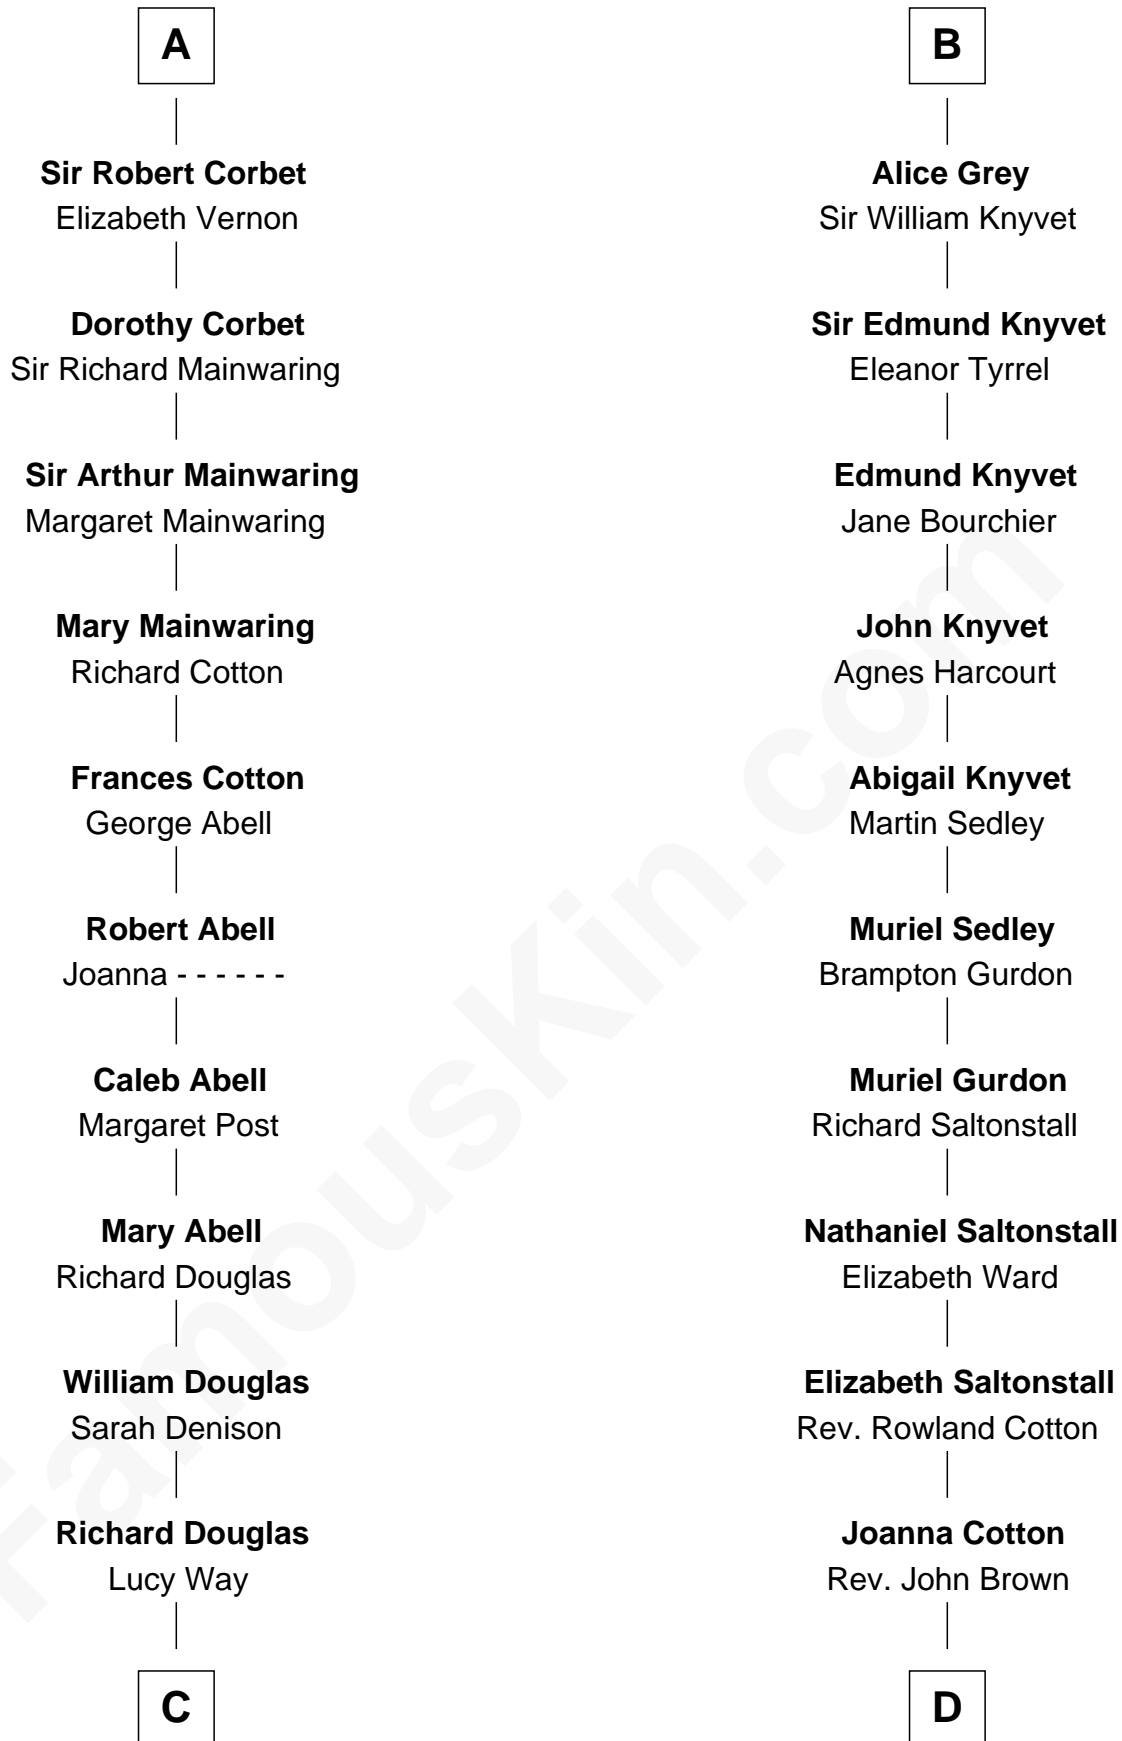 A
Sir Robert Corbet
Elizabeth Vernon
Dorothy Corbet
Sir Richard Mainwaring
Sir Arthur Mainwaring
Margaret Mainwaring
Mary Mainwaring
Richard Cotton
Frances Cotton
George Abell
Robert Abell
Joanna - - - - - -
Caleb Abell
Margaret Post
Mary Abell
Richard Douglas
William Douglas
Sarah Denison
Richard Douglas
Lucy Way
C
B
Alice Grey
Sir William Knyvet
Sir Edmund Knyvet
Eleanor Tyrrel
Edmund Knyvet
Jane Bourchier
John Knyvet
Agnes Harcourt
Abigail Knyvet
Martin Sedley
Muriel Sedley
Brampton Gurdon
Muriel Gurdon
Richard Saltonstall
Nathaniel Saltonstall
Elizabeth Ward
Elizabeth Saltonstall
Rev. Rowland Cotton
Joanna Cotton
Rev. John Brown
D
FamousKin.com